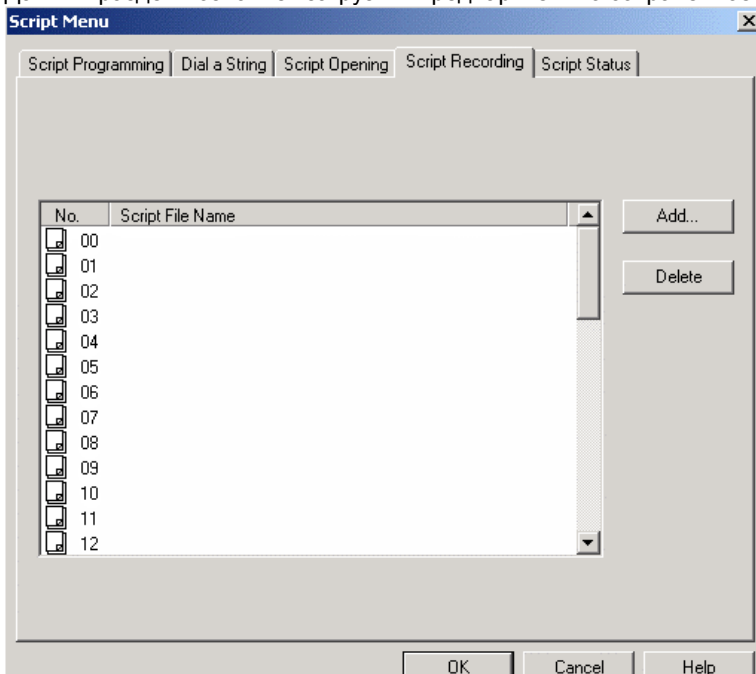 Script Menu
Script Programming Dial a String Script Opening Script Recording Script Status
No. Script File Name
00
01
02
03
04
05
06
07
08
09
10
11
12
Add...
Delete
OK Cancel Help